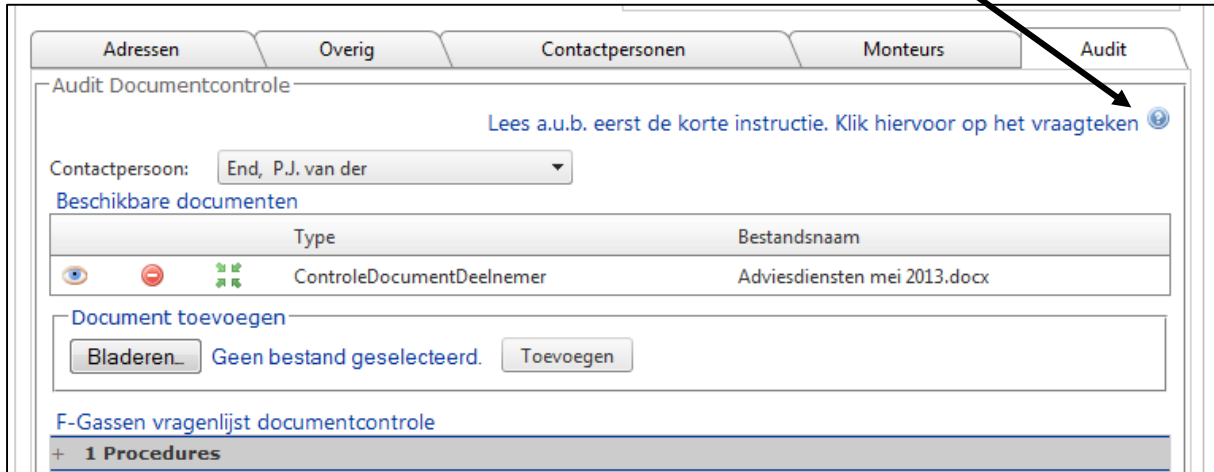 Adressen Overig Contactpersonen Monteurs Audit
Audit Documentcontrole
Lees a.u.b. eerst de korte instructie. Klik hiervoor op het vraagteken ?
Contactpersoon: End, P.J. van der
Beschikbare documenten
Type Bestandsnaam
ControleDocumentDeelnemer Adviesdiensten mei 2013.docx
Document toevoegen
Bladeren... Geen bestand geselecteerd. Toevoegen
F-Gassen vragenlijst documentcontrole
+ 1 Procedures